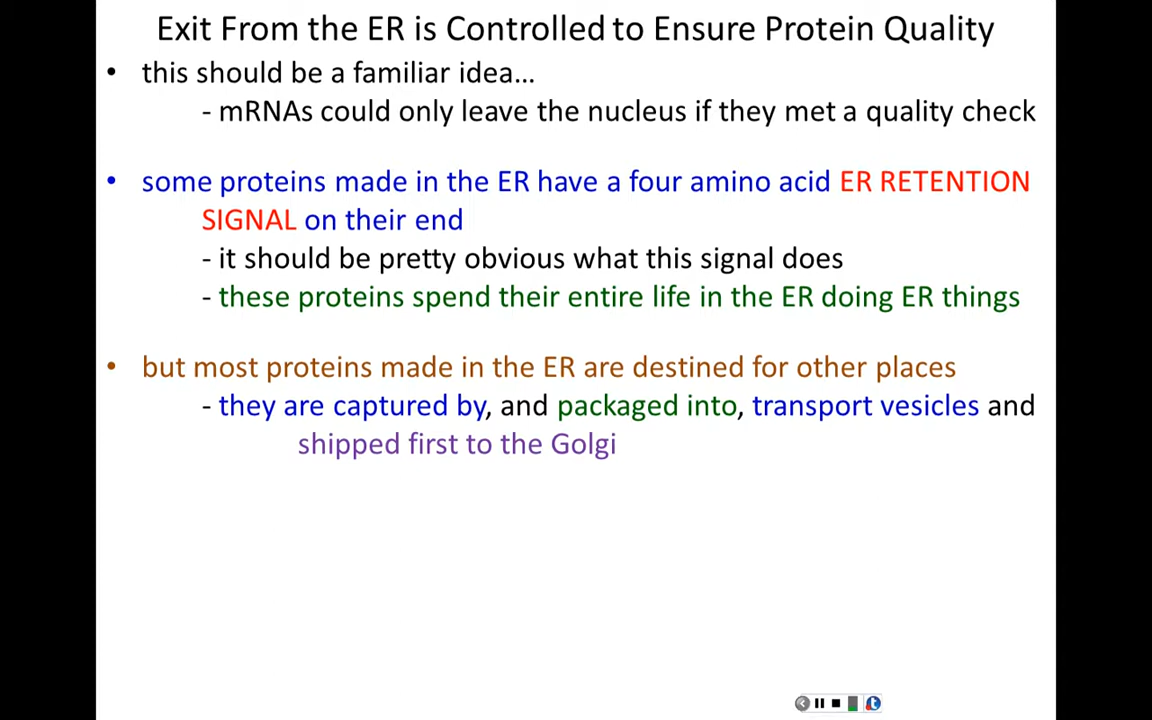 Exit From the ER is Controlled to Ensure Protein Quality
• this should be a familiar idea…
- mRNAs could only leave the nucleus if they met a quality check
• some proteins made in the ER have a four amino acid ER RETENTION
SIGNAL on their end
- it should be pretty obvious what this signal does
- these proteins spend their entire life in the ER doing ER things
• but most proteins made in the ER are destined for other places
- they are captured by, and packaged into, transport vesicles and
shipped first to the Golgi